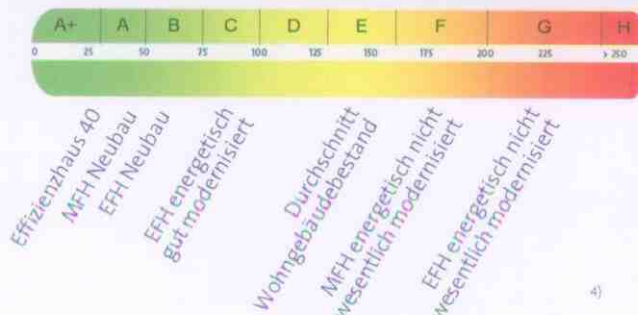 A+ A B C D E F G H
0 25 50 75 100 125 150 175 200 225 > 250
Effizienzhaus 40
MFH Neubau
EFH Neubau
EFH energetisch
gut modernisiert
Durchschnitt
Wohngebäudebestand
MFH energetisch nicht
wesentlich modernisiert
EFH energetisch nicht
wesentlich modernisiert
4)